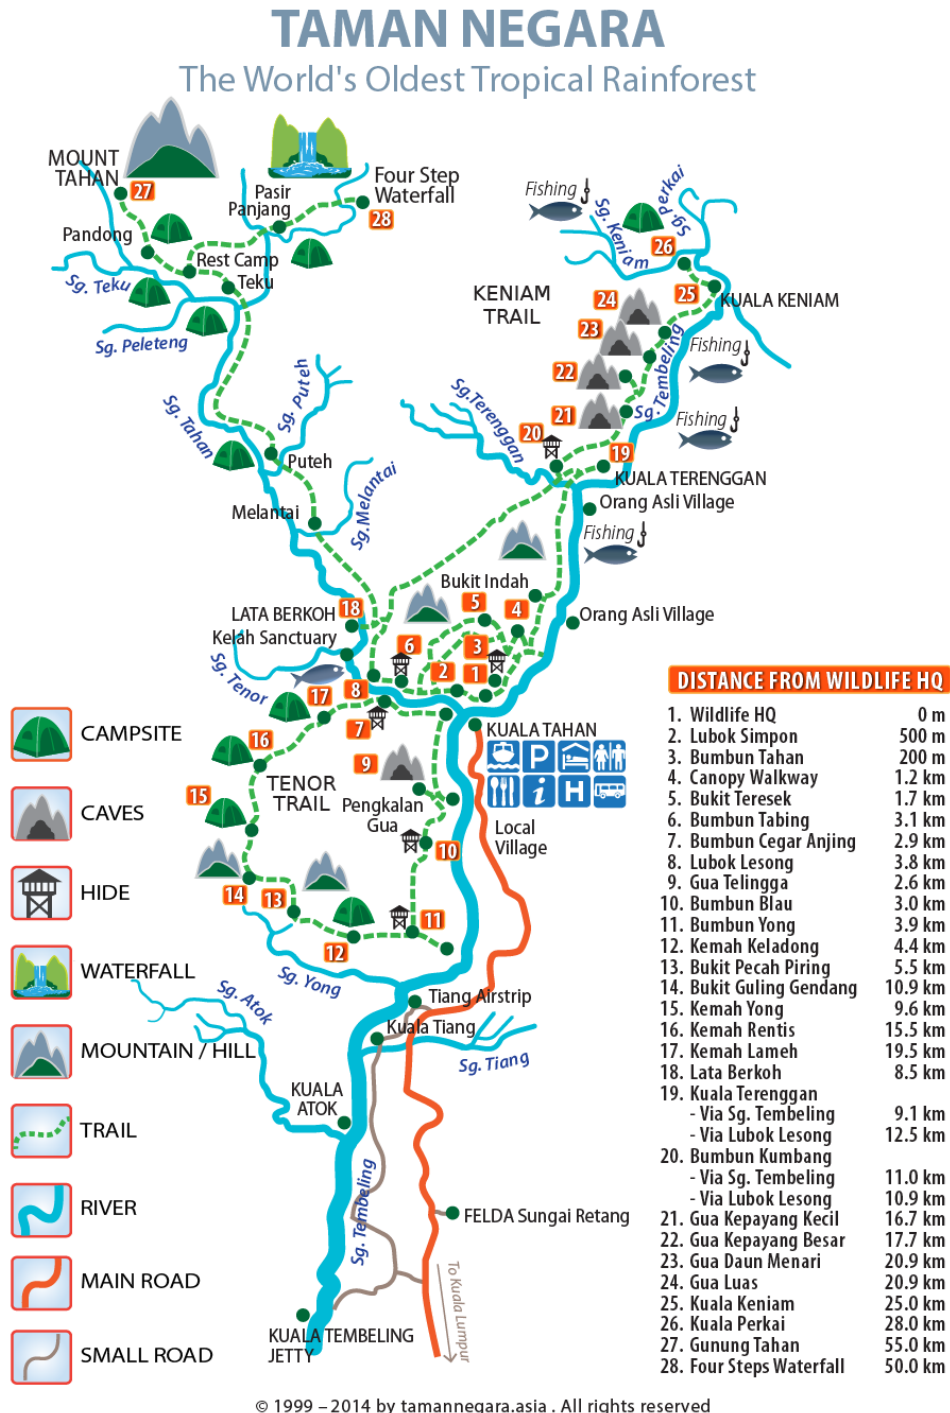 TAMAN NEGARA
The World's Oldest Tropical Rainforest
MOUNT
TAHAN
27
Pasir
Panjang
Four Step
Waterfall
28
Pandong
Rest Camp
Teku
Sg. Teku
Sg. Peleteng
Sg. Tahan
Sg. Puteh
Puteh
Melantai
Sg.Melantai
Fishing
Sg. Keniam
Sg. Perkai
26
25
KUALA KENIAM
KENIAM
TRAIL
24
23
22
21
20
19
Fishing
Sg. Tembeling
Fishing
Sg.Terenggan
KUALA TERENGGAN
Orang Asli Village
Fishing
Bukit Indah
5
4
Orang Asli Village
LATA BERKOH
18
Kelah Sanctuary
6
3
2
1
Sg. Tenor
17
8
7
16
9
15
TENOR
TRAIL
Pengkalan
Gua
KUALA TAHAN
P
i
H
Local
Village
10
14
13
11
12
Sg. Yong
Sg. Atok
Tiang Airstrip
Kuala Tiang
Sg. Tiang
KUALA
ATOK
Sg. Tembeling
FELDA Sungai Retang
To Kuala Lumpur
KUALA TEMBELING
JETTY
CAMPSITE
CAVES
HIDE
WATERFALL
MOUNTAIN / HILL
TRAIL
RIVER
MAIN ROAD
SMALL ROAD
DISTANCE FROM WILDLIFE HQ
1. Wildlife HQ 0 m
2. Lubok Simpon 500 m
3. Bumbun Tahan 200 m
4. Canopy Walkway 1.2 km
5. Bukit Teresek 1.7 km
6. Bumbun Tabing 3.1 km
7. Bumbun Cegar Anjing 2.9 km
8. Lubok Lesong 3.8 km
9. Gua Telingga 2.6 km
10. Bumbun Blau 3.0 km
11. Bumbun Yong 3.9 km
12. Kemah Keladong 4.4 km
13. Bukit Pecah Piring 5.5 km
14. Bukit Guling Gendang 10.9 km
15. Kemah Yong 9.6 km
16. Kemah Rentis 15.5 km
17. Kemah Lameh 19.5 km
18. Lata Berkoh 8.5 km
19. Kuala Terenggan
- Via Sg. Tembeling 9.1 km
- Via Lubok Lesong 12.5 km
20. Bumbun Kumbang
- Via Sg. Tembeling 11.0 km
- Via Lubok Lesong 10.9 km
21. Gua Kepayang Kecil 16.7 km
22. Gua Kepayang Besar 17.7 km
23. Gua Daun Menari 20.9 km
24. Gua Luas 20.9 km
25. Kuala Keniam 25.0 km
26. Kuala Perkai 28.0 km
27. Gunung Tahan 55.0 km
28. Four Steps Waterfall 50.0 km
© 1999 – 2014 by tamannegara.asia . All rights reserved